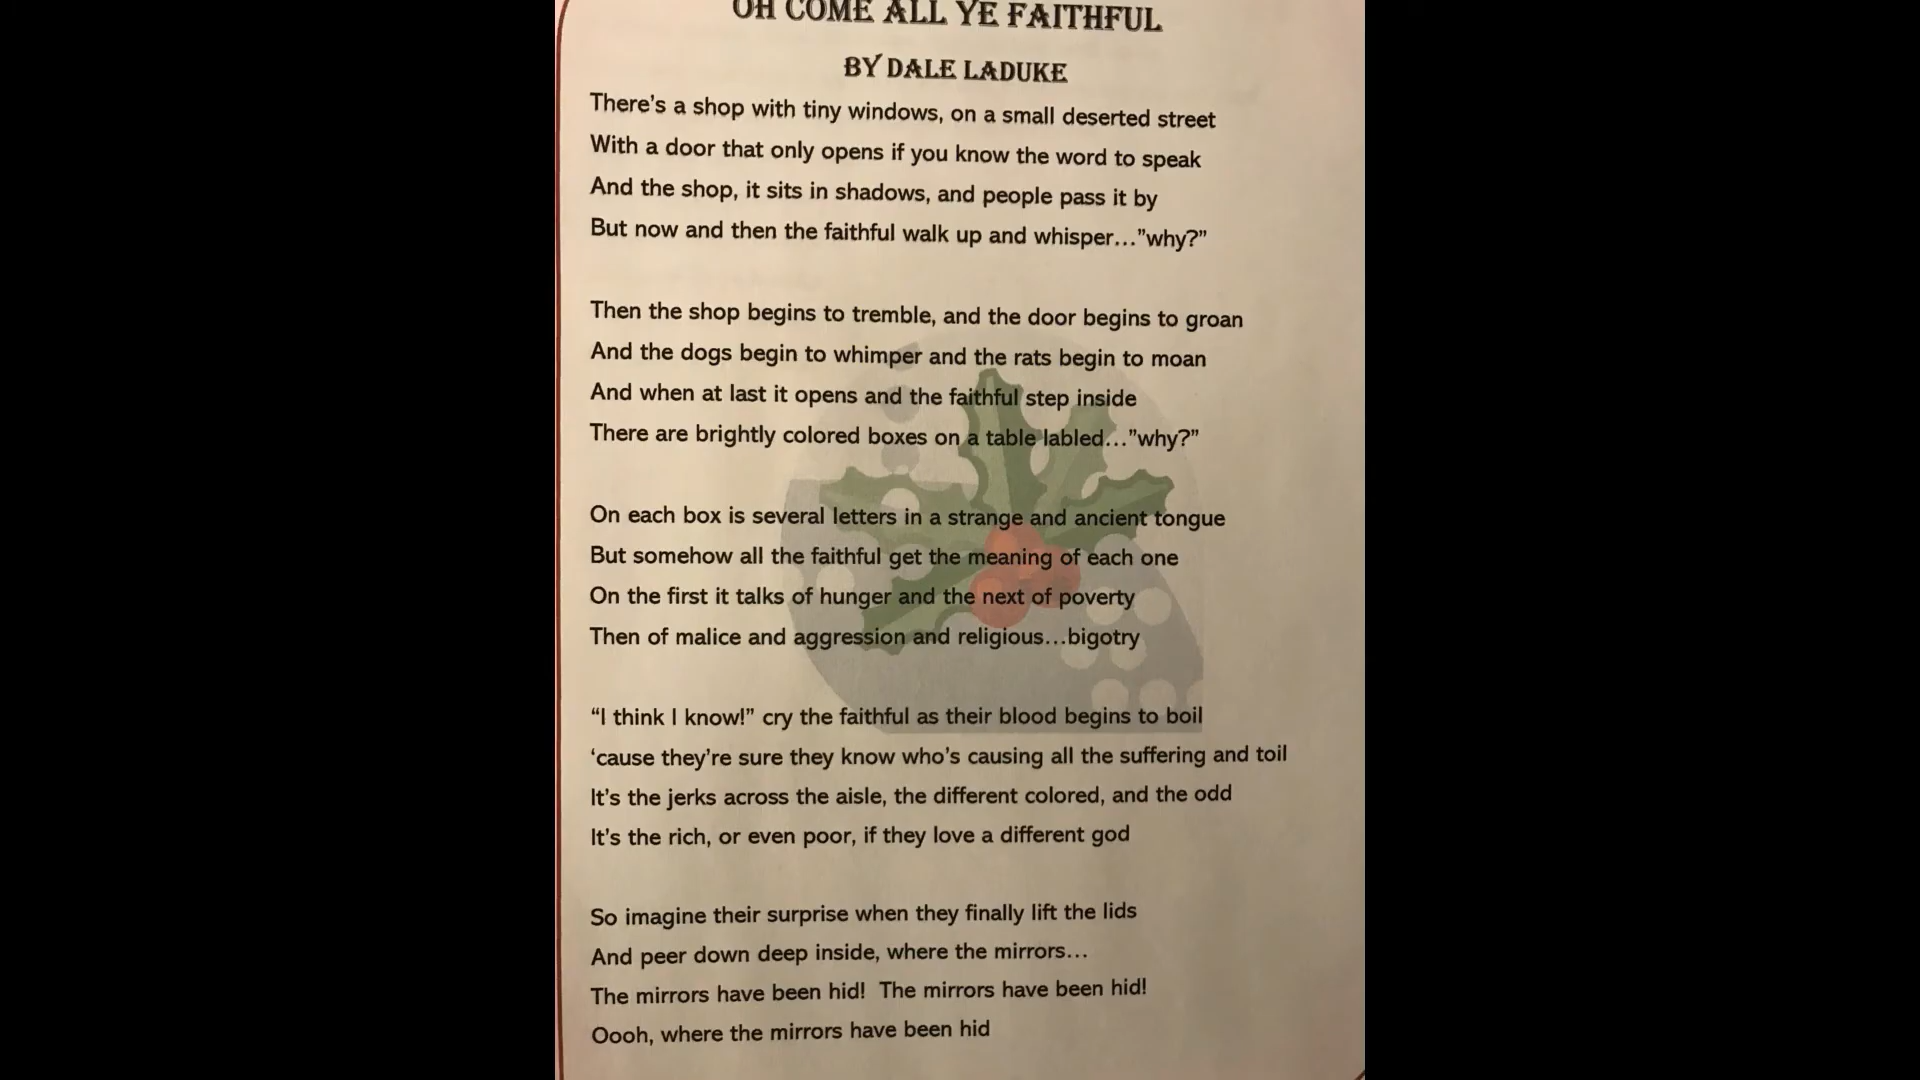 OH COME ALL YE FAITHFUL
BY DALE LADUKE
There's a shop with tiny windows, on a small deserted street
With a door that only opens if you know the word to speak
And the shop, it sits in shadows, and people pass it by
But now and then the faithful walk up and whisper…”why?”
Then the shop begins to tremble, and the door begins to groan
And the dogs begin to whimper and the rats begin to moan
And when at last it opens and the faithful step inside
There are brightly colored boxes on a table labled…”why?”
On each box is several letters in a strange and ancient tongue
But somehow all the faithful get the meaning of each one
On the first it talks of hunger and the next of poverty
Then of malice and aggression and religious…bigotry
“I think I know!” cry the faithful as their blood begins to boil
‘cause they’re sure they know who’s causing all the suffering and toil
It’s the jerks across the aisle, the different colored, and the odd
It’s the rich, or even poor, if they love a different god
So imagine their surprise when they finally lift the lids
And peer down deep inside, where the mirrors…
The mirrors have been hid!  The mirrors have been hid!
Oooh, where the mirrors have been hid